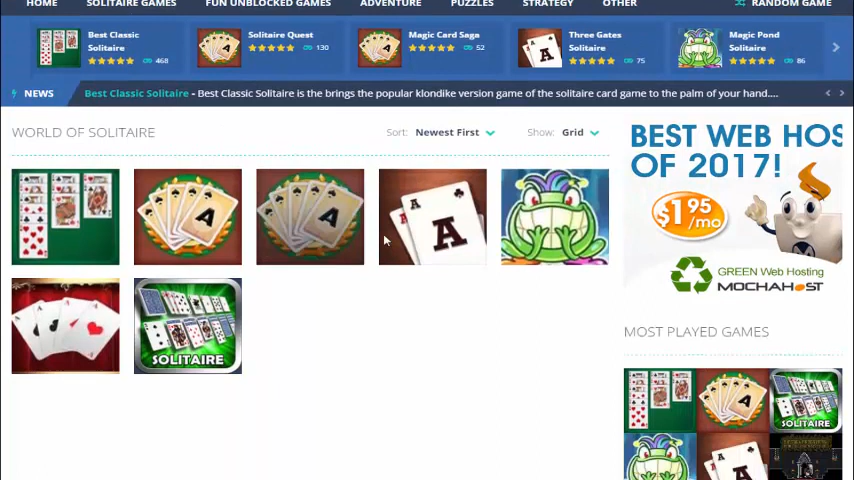 HOME SOLITAIRE GAMES FUN UNBLOCKED GAMES ADVENTURE PUZZLES STRATEGY OTHER RANDOM GAME
Best Classic
Solitaire
468
Solitaire Quest
130
Magic Card Saga
52
Three Gates
Solitaire
75
Magic Pond
Solitaire
86
NEWS
Best Classic Solitaire - Best Classic Solitaire is the brings the popular klondike version game of the solitaire card game to the palm of your hand....
WORLD OF SOLITAIRE
Sort: Newest First
Show: Grid
A
A
A
A
SOLITAIRE
BEST WEB HOS
OF 2017!
$1.95
/mo
GREEN Web Hosting
MOCHAHOST
MOST PLAYED GAMES
A
SOLITAIRE
A